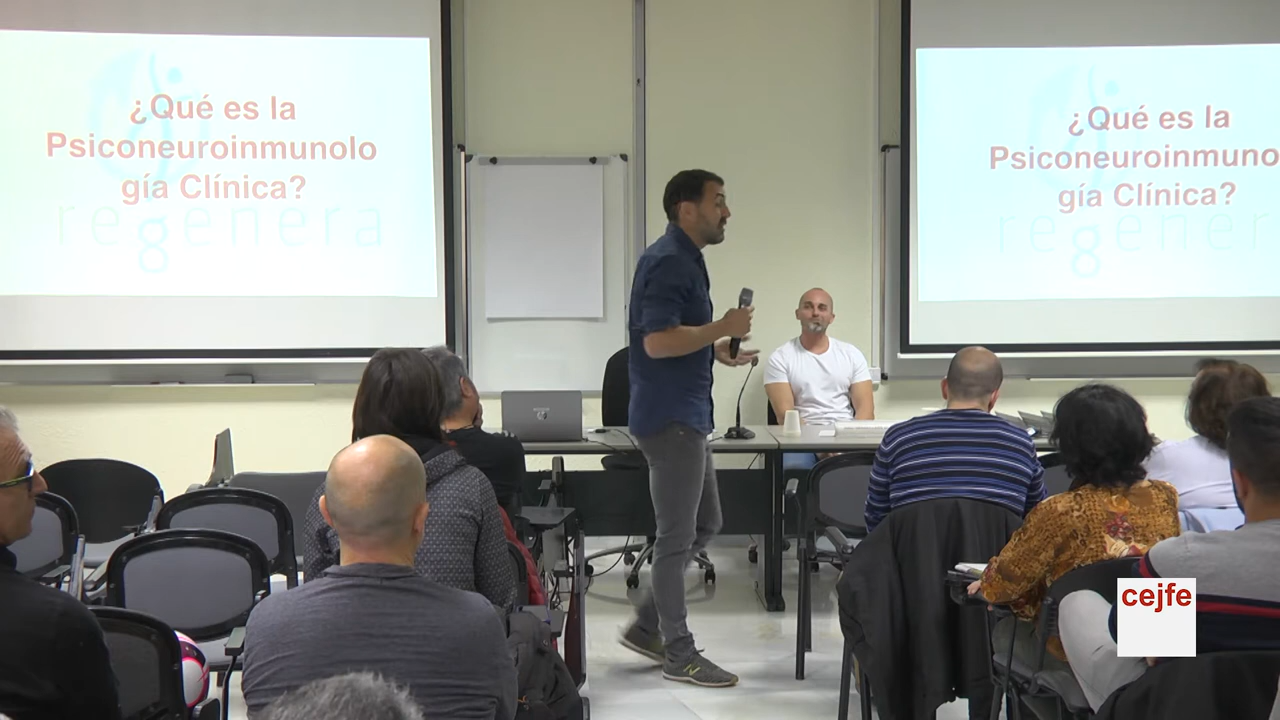 ¿Qué es la
Psiconeuroinmunolo
gía Clínica?
regenera
¿Qué es la
Psiconeuroinmuno
gía Clínica?
regener
cejfe